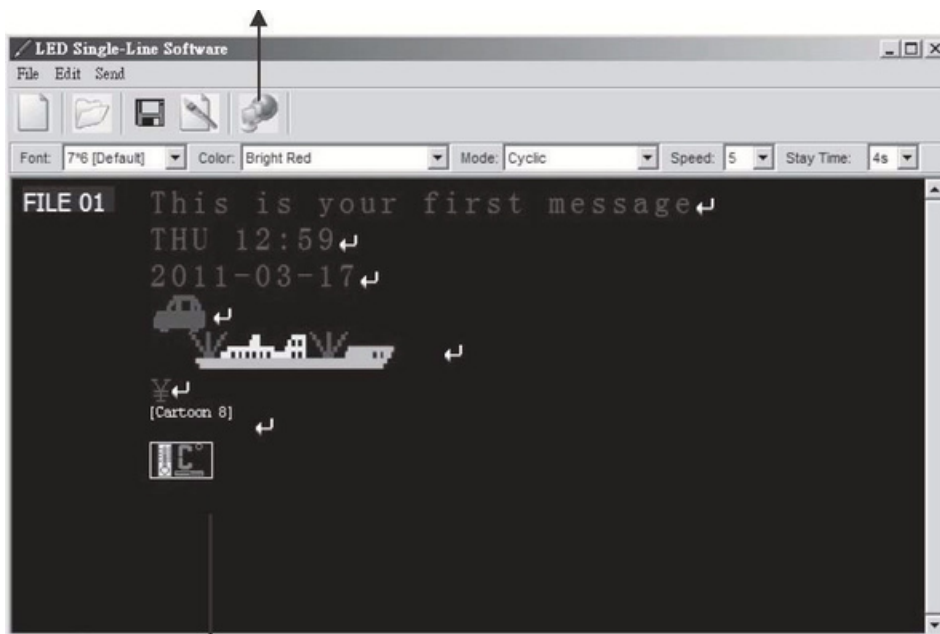 LED Single-Line Software
File Edit Send
Font: 7*6 [Default] Color: Bright Red Mode: Cyclic Speed: 5 Stay Time: 4s
FILE 01 This is your first message
THU 12:59
2011-03-17
¥
[Cartoon 8]
C°